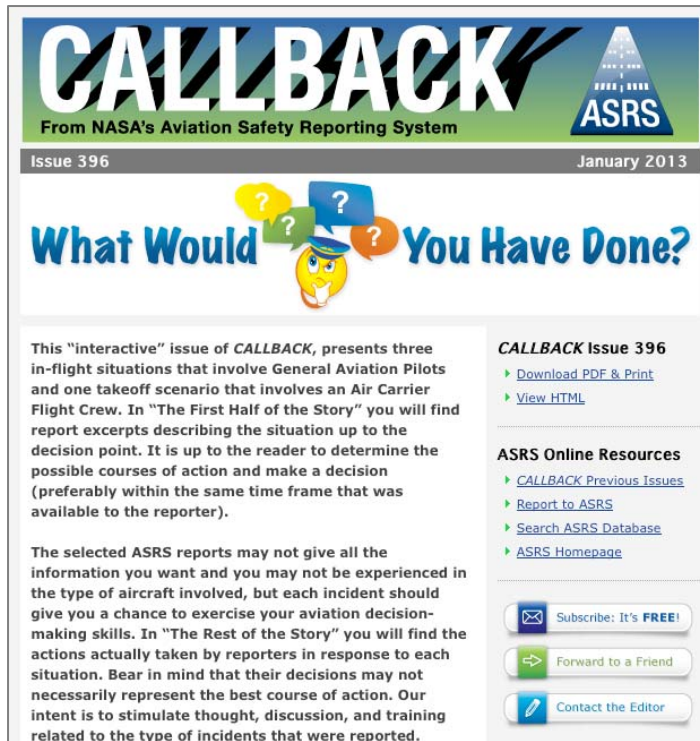 CALLBACK
From NASA's Aviation Safety Reporting System
ASRS
Issue 396
January 2013
What Would
? ? ? ?
You Have Done?
This "interactive" issue of CALLBACK, presents three
in-flight situations that involve General Aviation Pilots
and one takeoff scenario that involves an Air Carrier
Flight Crew. In "The First Half of the Story" you will find
report excerpts describing the situation up to the
decision point. It is up to the reader to determine the
possible courses of action and make a decision
(preferably within the same time frame that was
available to the reporter).
The selected ASRS reports may not give all the
information you want and you may not be experienced in
the type of aircraft involved, but each incident should
give you a chance to exercise your aviation decision-
making skills. In "The Rest of the Story" you will find the
actions actually taken by reporters in response to each
situation. Bear in mind that their decisions may not
necessarily represent the best course of action. Our
intent is to stimulate thought, discussion, and training
related to the type of incidents that were reported.
CALLBACK Issue 396
Download PDF & Print
View HTML
ASRS Online Resources
CALLBACK Previous Issues
Report to ASRS
Search ASRS Database
ASRS Homepage
Subscribe: It's FREE!
Forward to a Friend
Contact the Editor